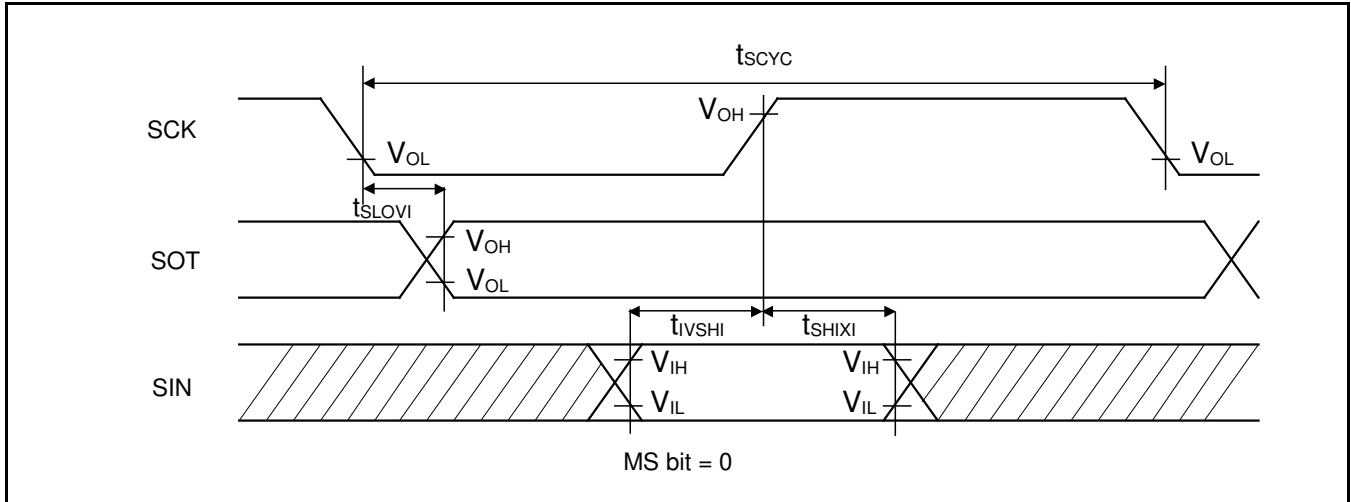 tSCYC
SCK
VOH
VOL
VOL
tSLOVI
SOT
VOH
VOL
tIVSHI
tSHIXI
SIN
VIH
VIH
VIL
VIL
MS bit = 0